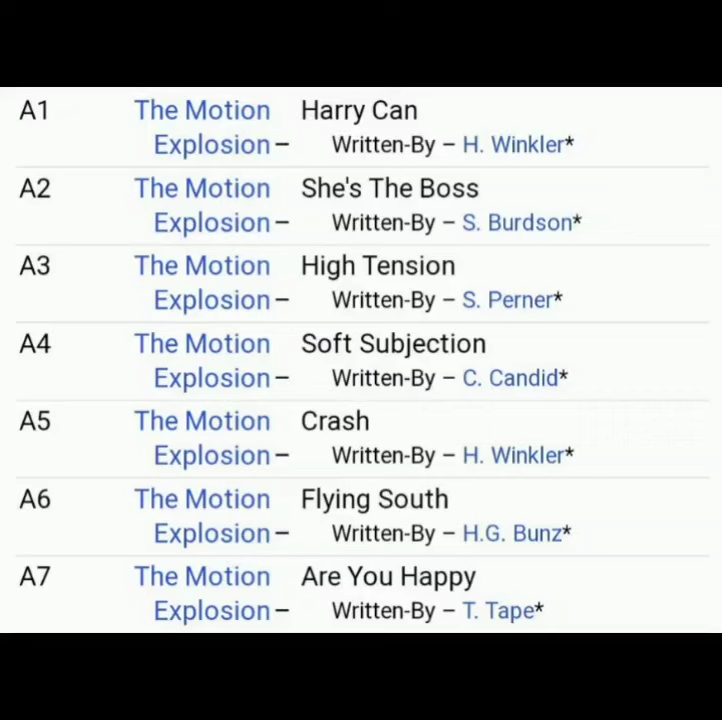 A1 The Motion Harry Can
Explosion – Written-By – H. Winkler*
A2 The Motion She's The Boss
Explosion – Written-By – S. Burdson*
A3 The Motion High Tension
Explosion – Written-By – S. Perner*
A4 The Motion Soft Subjection
Explosion – Written-By – C. Candid*
A5 The Motion Crash
Explosion – Written-By – H. Winkler*
A6 The Motion Flying South
Explosion – Written-By – H.G. Bunz*
A7 The Motion Are You Happy
Explosion – Written-By – T. Tape*